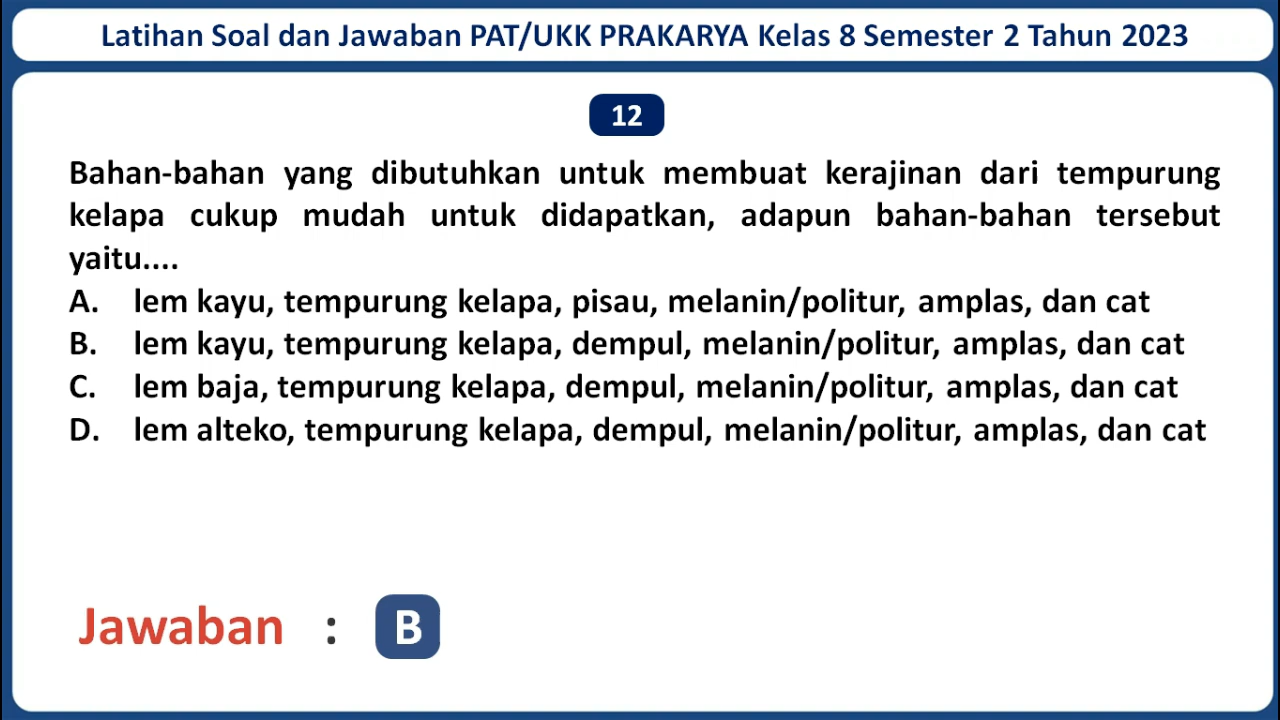 Latihan Soal dan Jawaban PAT/UKK PRAKARYA Kelas 8 Semester 2 Tahun 2023
12
Bahan-bahan yang dibutuhkan untuk membuat kerajinan dari tempurung
kelapa cukup mudah untuk didapatkan, adapun bahan-bahan tersebut
yaitu....
A. lem kayu, tempurung kelapa, pisau, melanin/politur, amplas, dan cat
B. lem kayu, tempurung kelapa, dempul, melanin/politur, amplas, dan cat
C. lem baja, tempurung kelapa, dempul, melanin/politur, amplas, dan cat
D. lem alteko, tempurung kelapa, dempul, melanin/politur, amplas, dan cat
Jawaban : B